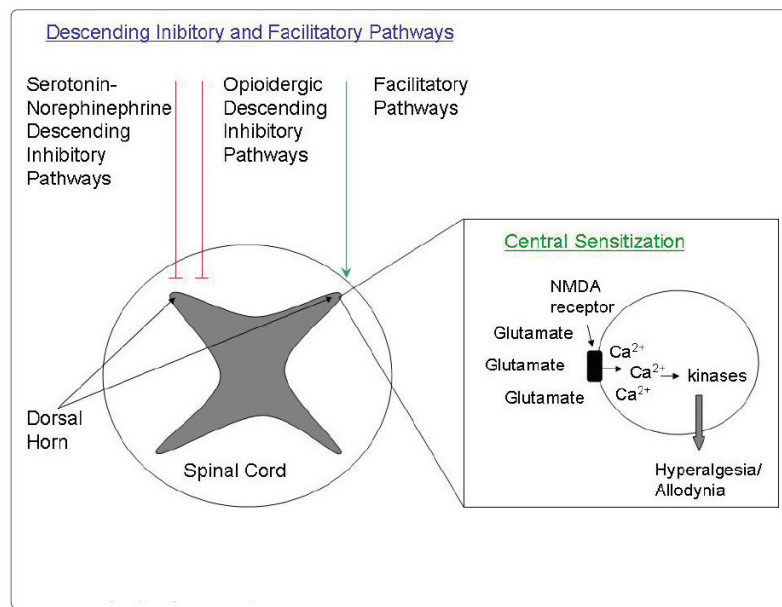 Descending Inibitory and Facilitatory Pathways
Serotonin-
Norephinephrine
Descending
Inhibitory
Pathways
Opioidergic
Descending
Inhibitory
Pathways
Facilitatory
Pathways
Central Sensitization
NMDA
receptor
Glutamate
Glutamate
Glutamate
Ca²⁺
Ca²⁺
Ca²⁺
kinases
Hyperalgesia/
Allodynia
Dorsal
Horn
Spinal Cord